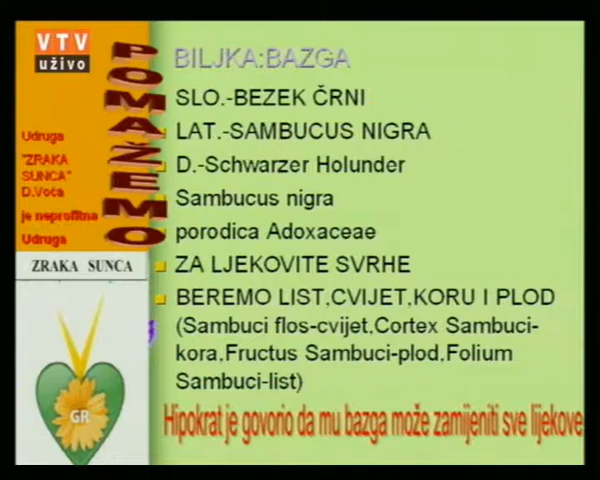 VTV
uživo
POMAŽEMO
Udruga
"ZRAKA
SUNCA"
D.Voća
je neprofitna
Udruga
ZRAKA SUNCA
GR
BILJKA:BAZGA
SLO.-BEZEK ČRNI
LAT.-SAMBUCUS NIGRA
D.-Schwarzer Holunder
Sambucus nigra
porodica Adoxaceae
ZA LJEKOVITE SVRHE
BEREMO LIST,CVIJET,KORU I PLOD
(Sambuci flos-cvijet,Cortex Sambuci-
kora,Fructus Sambuci-plod,Folium
Sambuci-list)
Hipokrat je govorio da mu bazga može zamijeniti sve lijekove